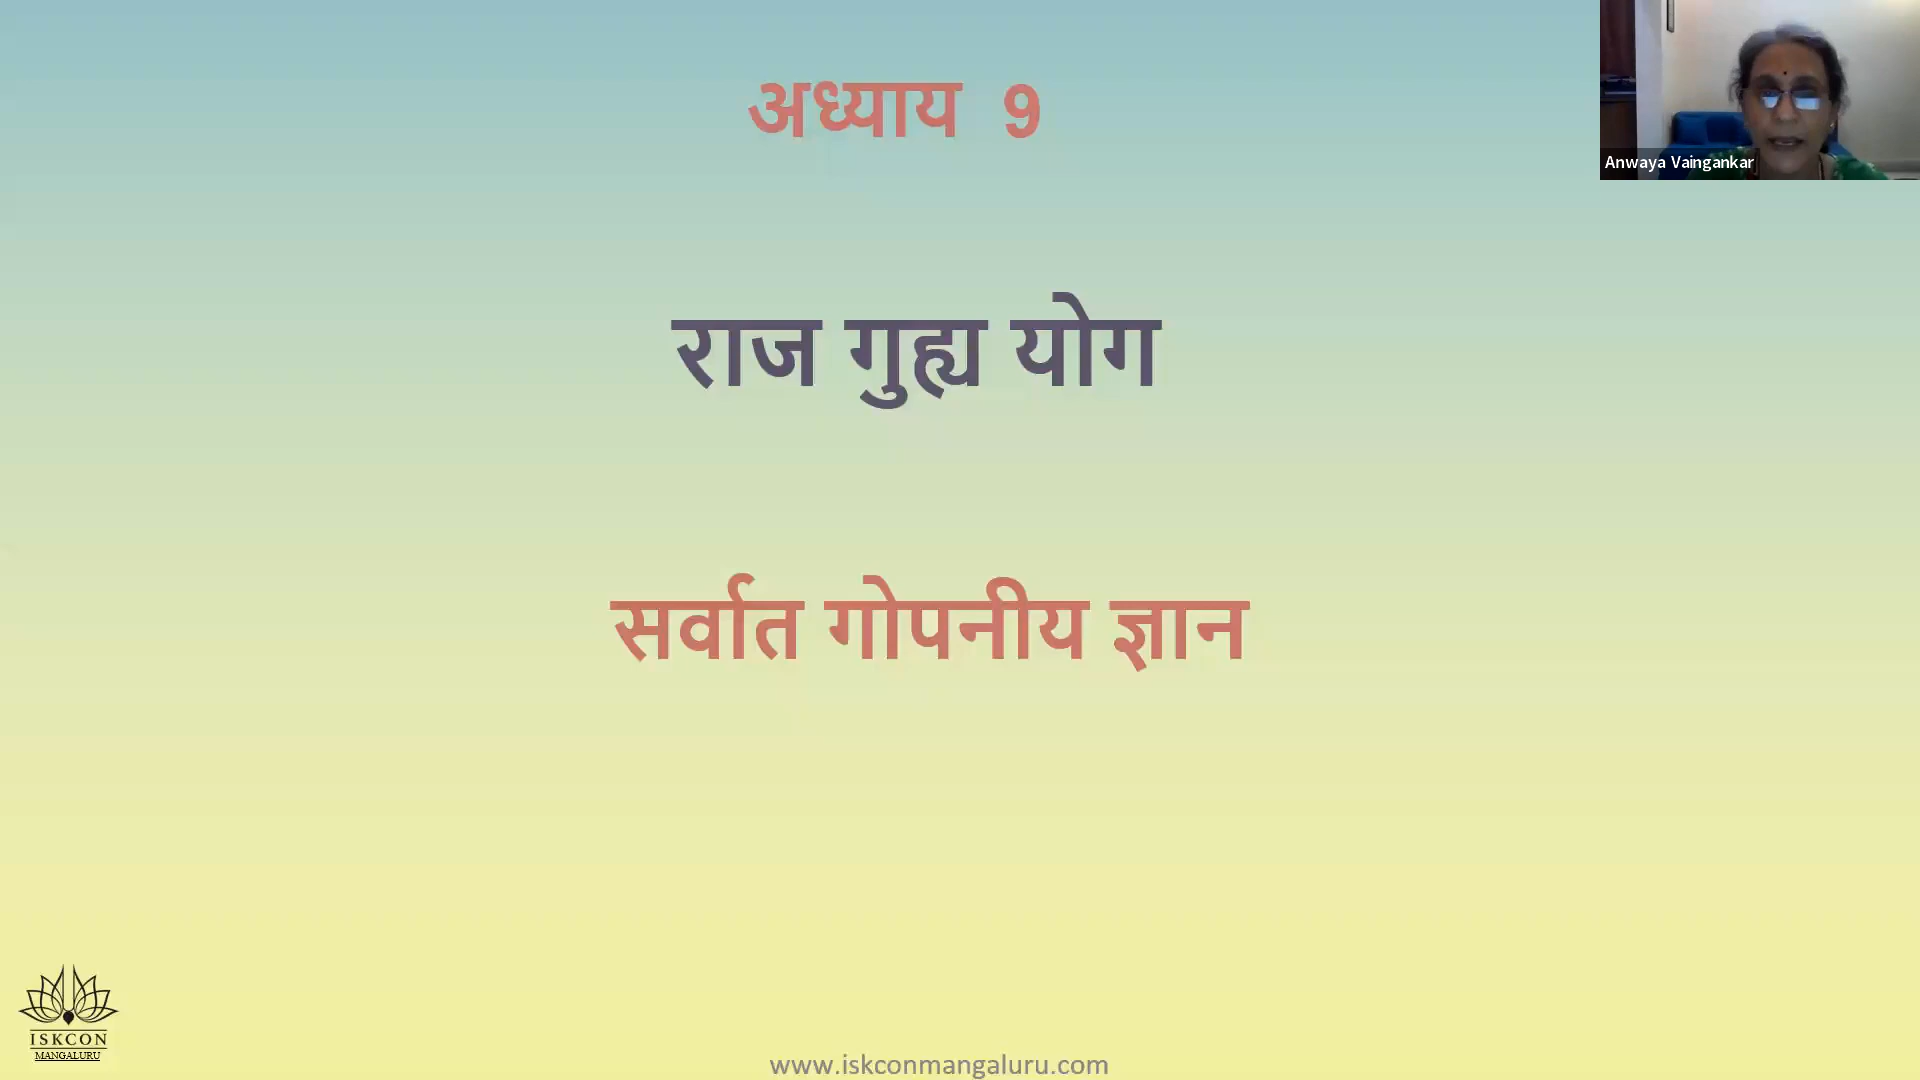 अध्याय 9
Anwaya Vaingankar
राज गुह्य योग
सर्वात गोपनीय ज्ञान
ISKCON
MANGALURU
www.iskconmangaluru.com